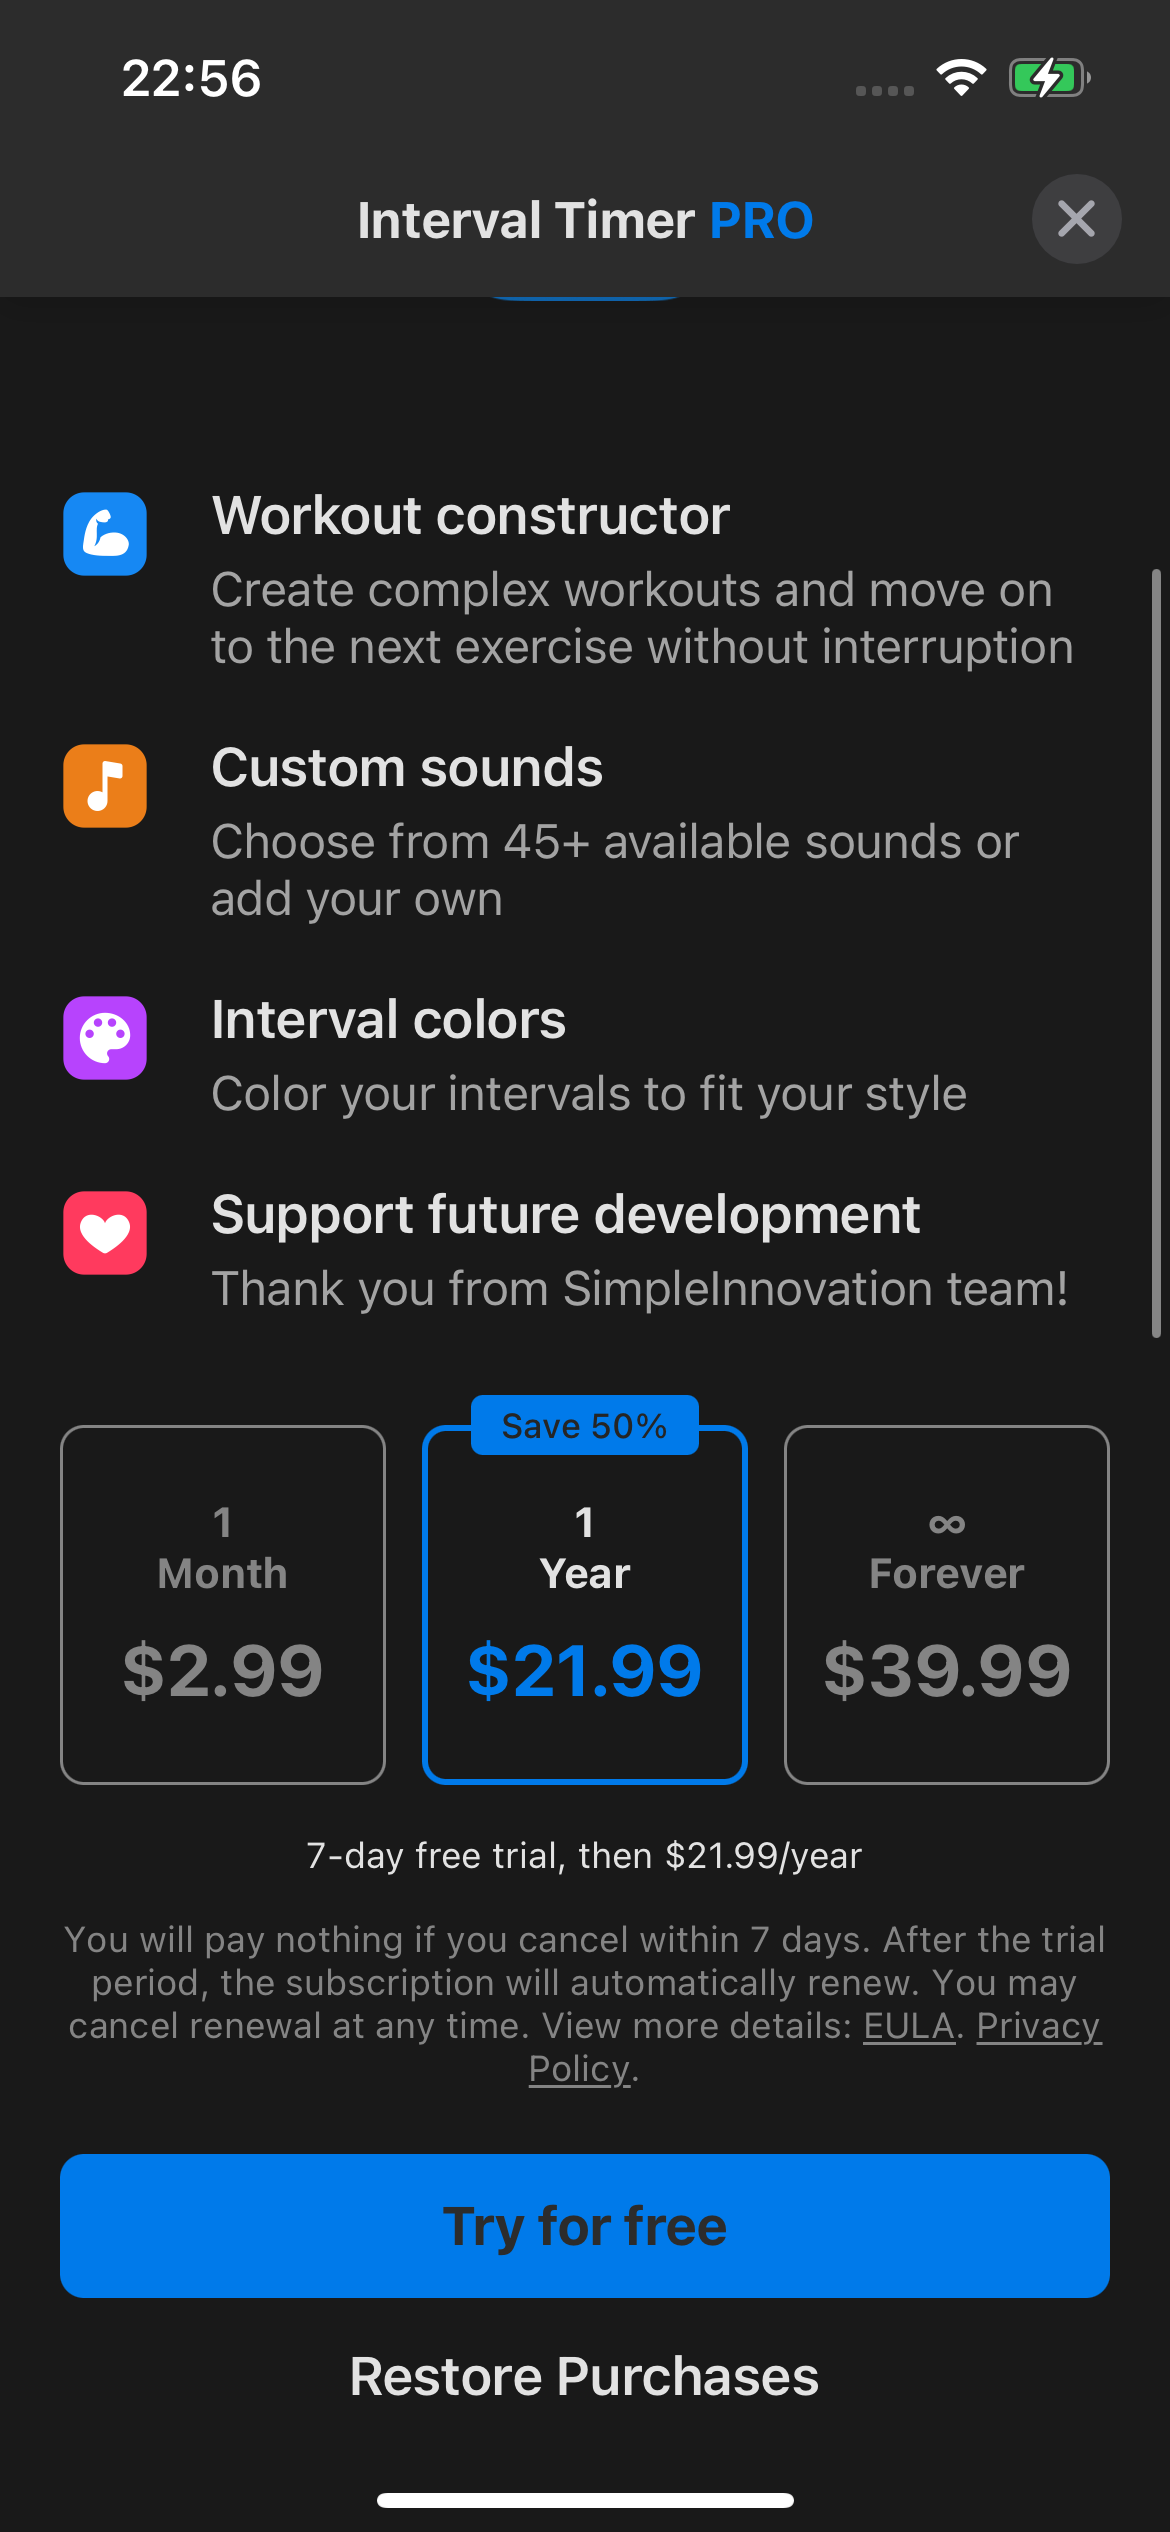 22:56
Interval Timer PRO
Workout constructor
Create complex workouts and move on
to the next exercise without interruption
Custom sounds
Choose from 45+ available sounds or
add your own
Interval colors
Color your intervals to fit your style
Support future development
Thank you from SimpleInnovation team!
Save 50%
1
Month
$2.99
1
Year
$21.99
∞
Forever
$39.99
7-day free trial, then $21.99/year
You will pay nothing if you cancel within 7 days. After the trial
period, the subscription will automatically renew. You may
cancel renewal at any time. View more details: EULA. Privacy
Policy.
Try for free
Restore Purchases